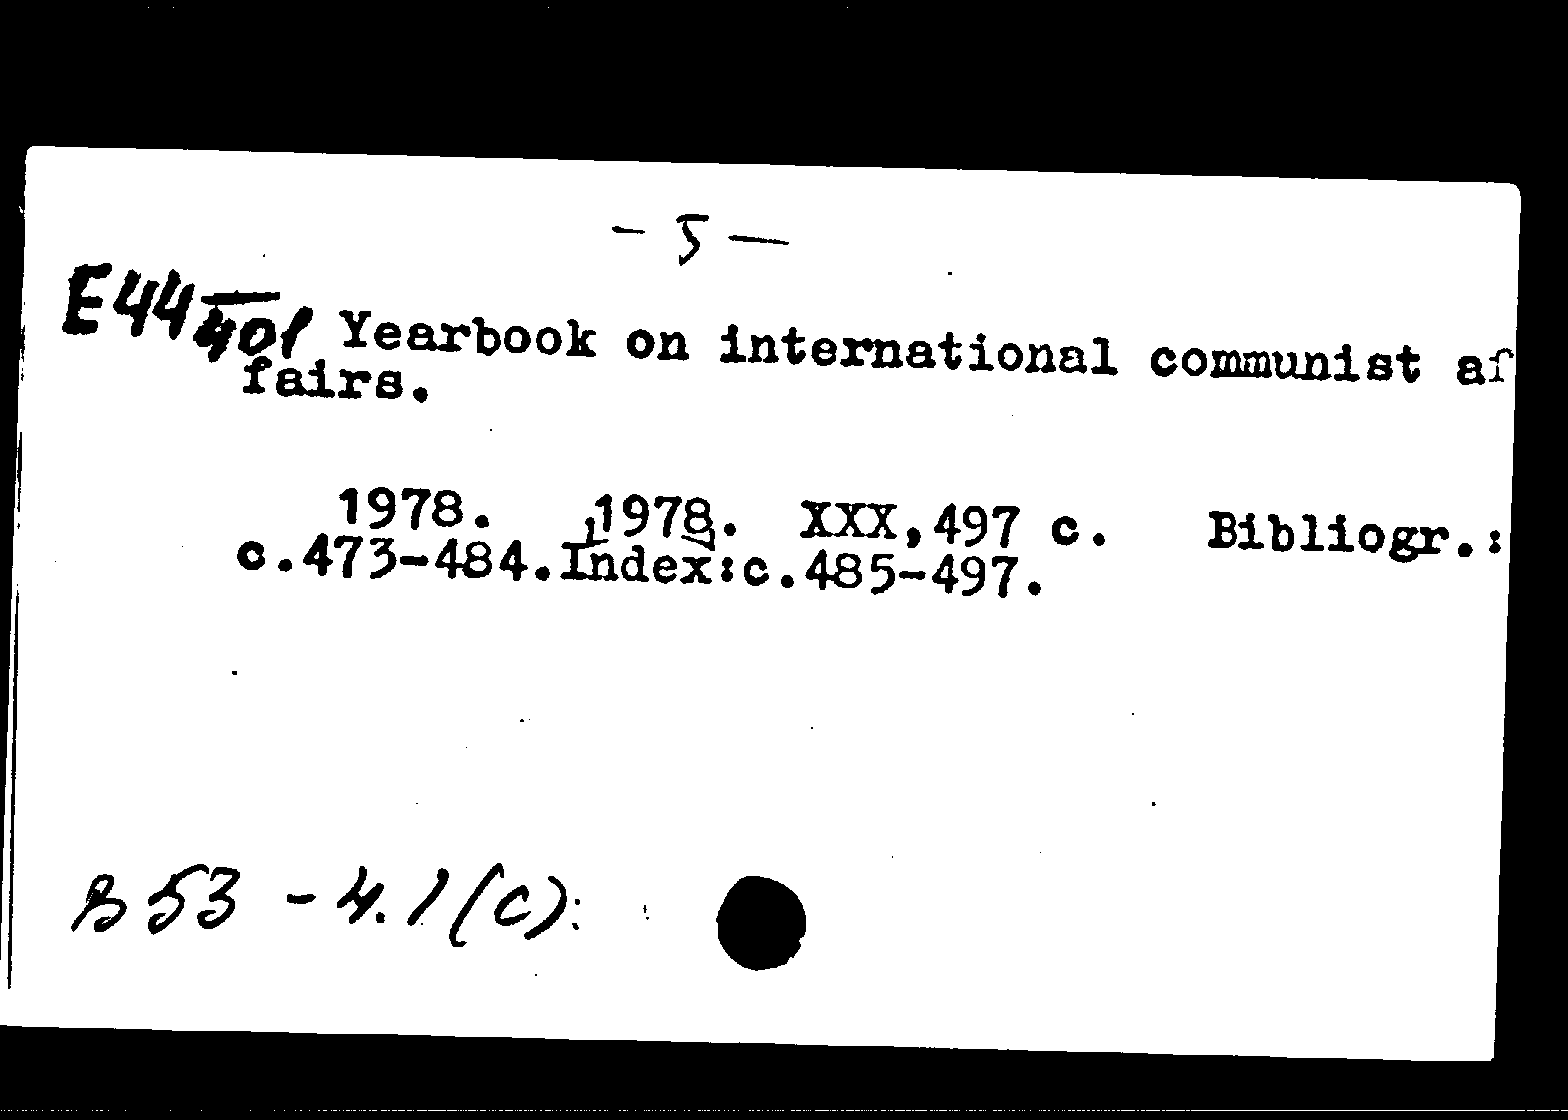 - 5 -
E44/401 Yearbook on international communist af
fairs.
1978. [1978]. XXX,497 c. Bibliogr.:
c.473-484.Index:c.485-497.
B53 - 4.1(c):